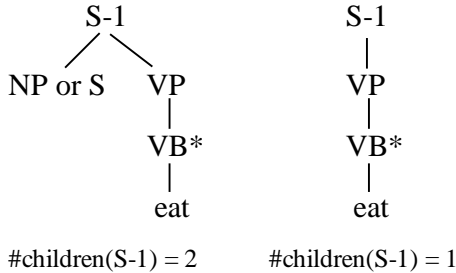 S-1 S-1
NP or S VP VP
VB* VB*
eat eat
#children(S-1) = 2 #children(S-1) = 1